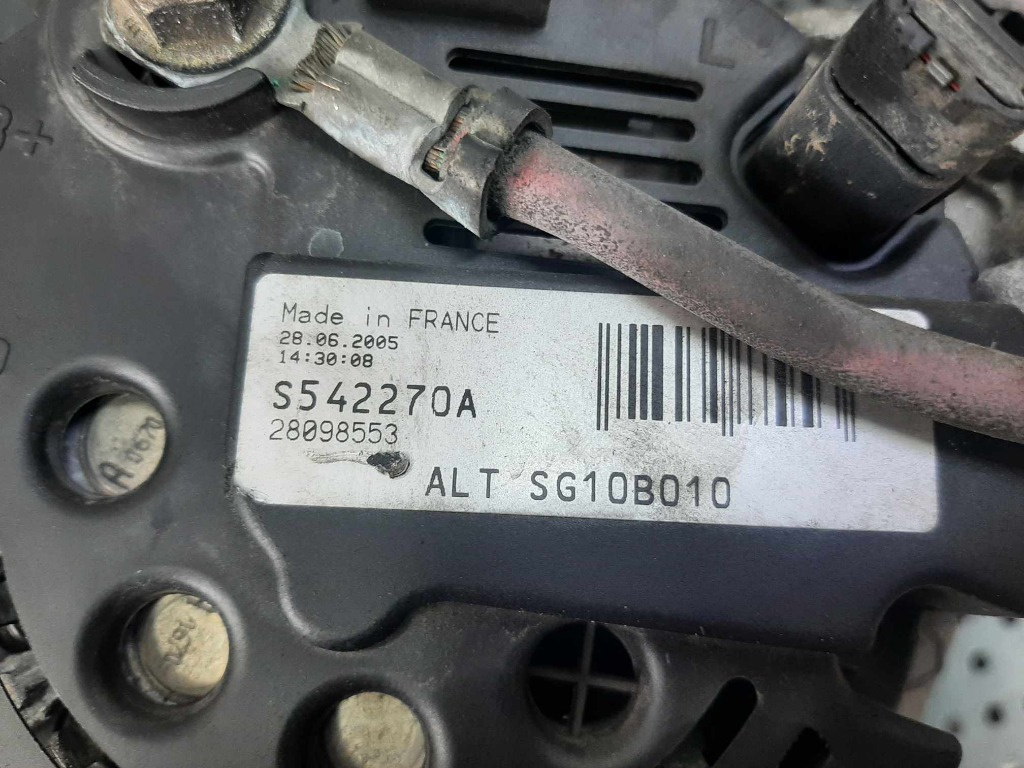 B+
L
Made in FRANCE
28.06.2005
14:30:08
S542270A
28098553
ALT SG10B010
A